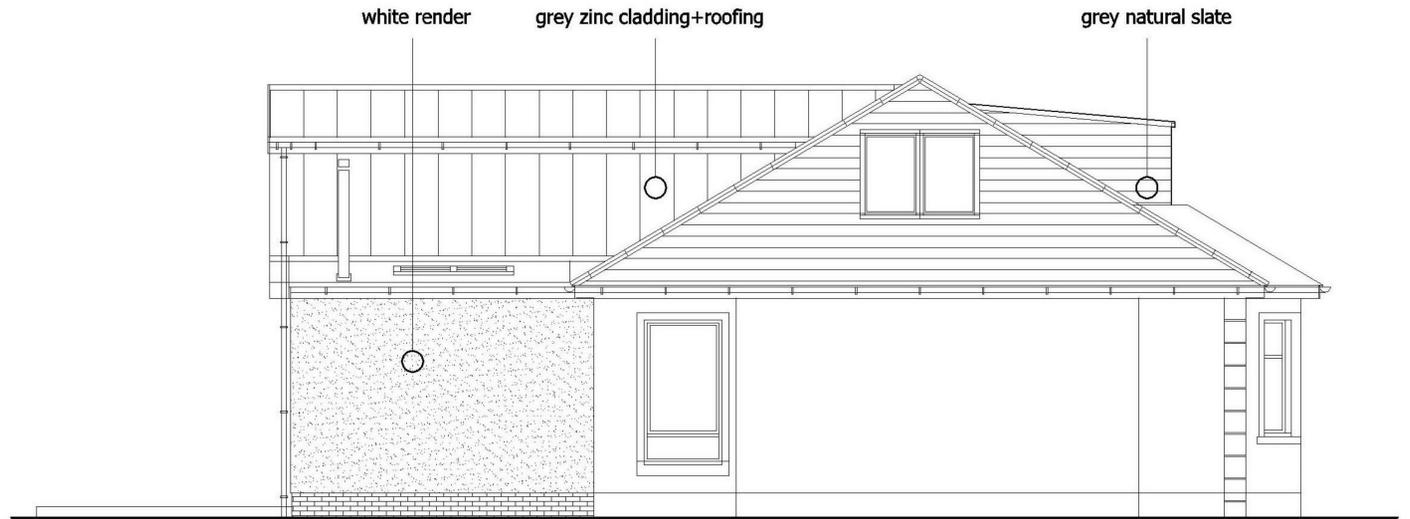 white render
grey zinc cladding+roofing
grey natural slate